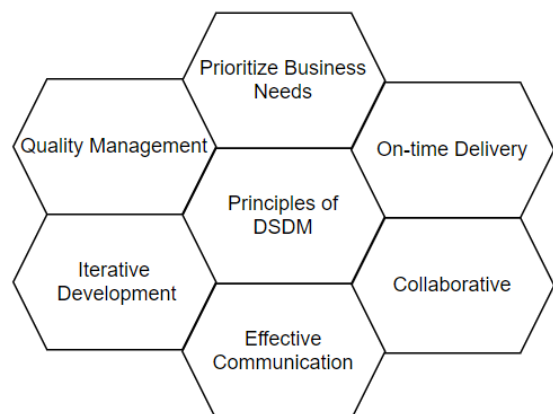 Prioritize Business
Needs
Quality Management
On-time Delivery
Principles of
DSDM
Iterative
Development
Collaborative
Effective
Communication